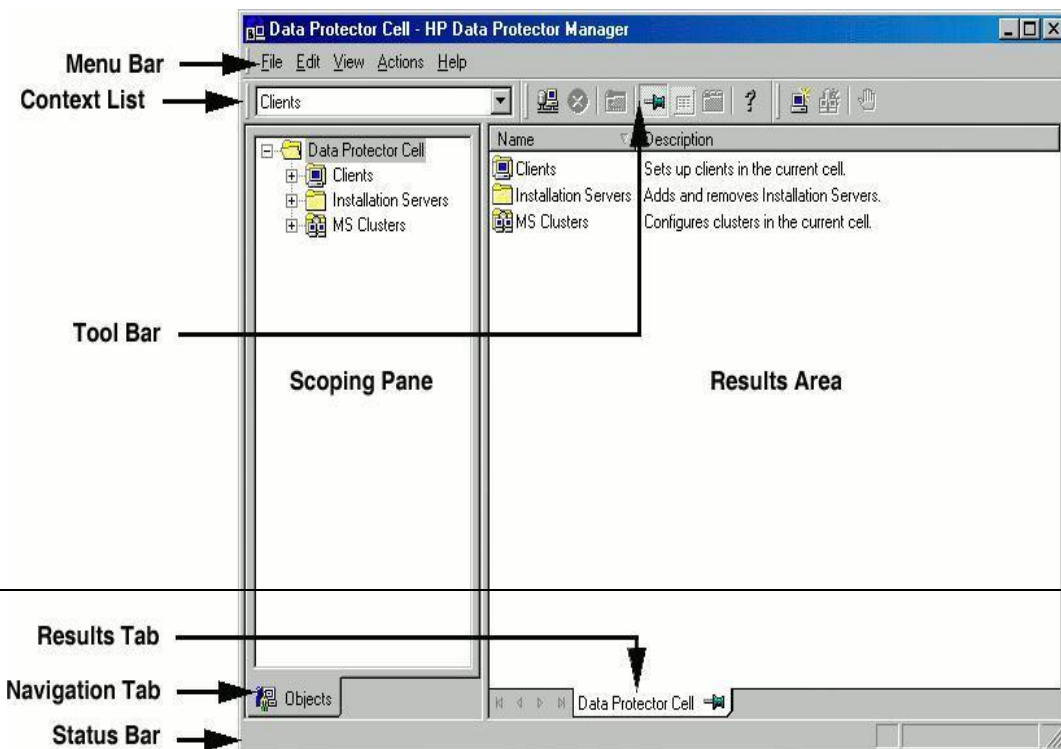 Data Protector Cell - HP Data Protector Manager
Menu Bar
File Edit View Actions Help
Context List
Clients
?
Name Description
Data Protector Cell
Clients
Installation Servers
MS Clusters
Clients Sets up clients in the current cell.
Installation Servers Adds and removes Installation Servers.
MS Clusters Configures clusters in the current cell.
Tool Bar
Scoping Pane
Results Area
Results Tab
Navigation Tab
Objects
Data Protector Cell
Status Bar